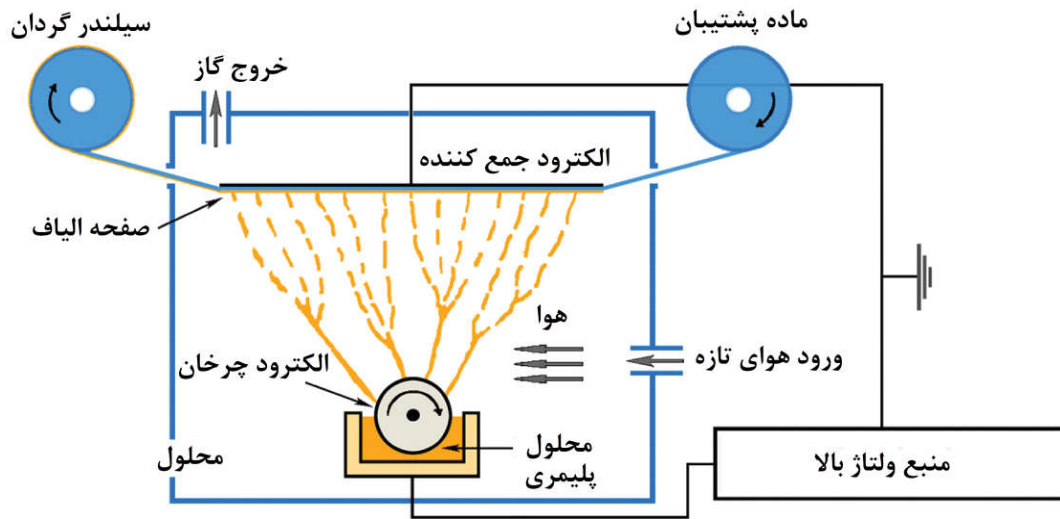 ماده پشتیبان
سیلندر گردان
خروج گاز
الکترود جمع کننده
صفحه الیاف
هوا
ورود هوای تازه
الکترود چرخان
محلول
پلیمری
محلول
منبع ولتاژ بالا